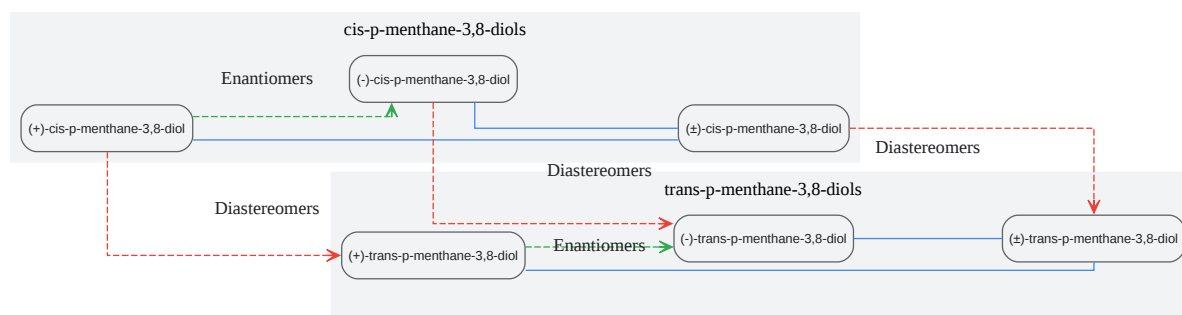 cis-p-menthane-3,8-diols
Enantiomers
(-)-cis-p-menthane-3,8-diol
(+)-cis-p-menthane-3,8-diol
(±)-cis-p-menthane-3,8-diol
Diastereomers
Diastereomers
trans-p-menthane-3,8-diols
Diastereomers
(-)-trans-p-menthane-3,8-diol
(±)-trans-p-menthane-3,8-diol
Enantiomers
(+)-trans-p-menthane-3,8-diol